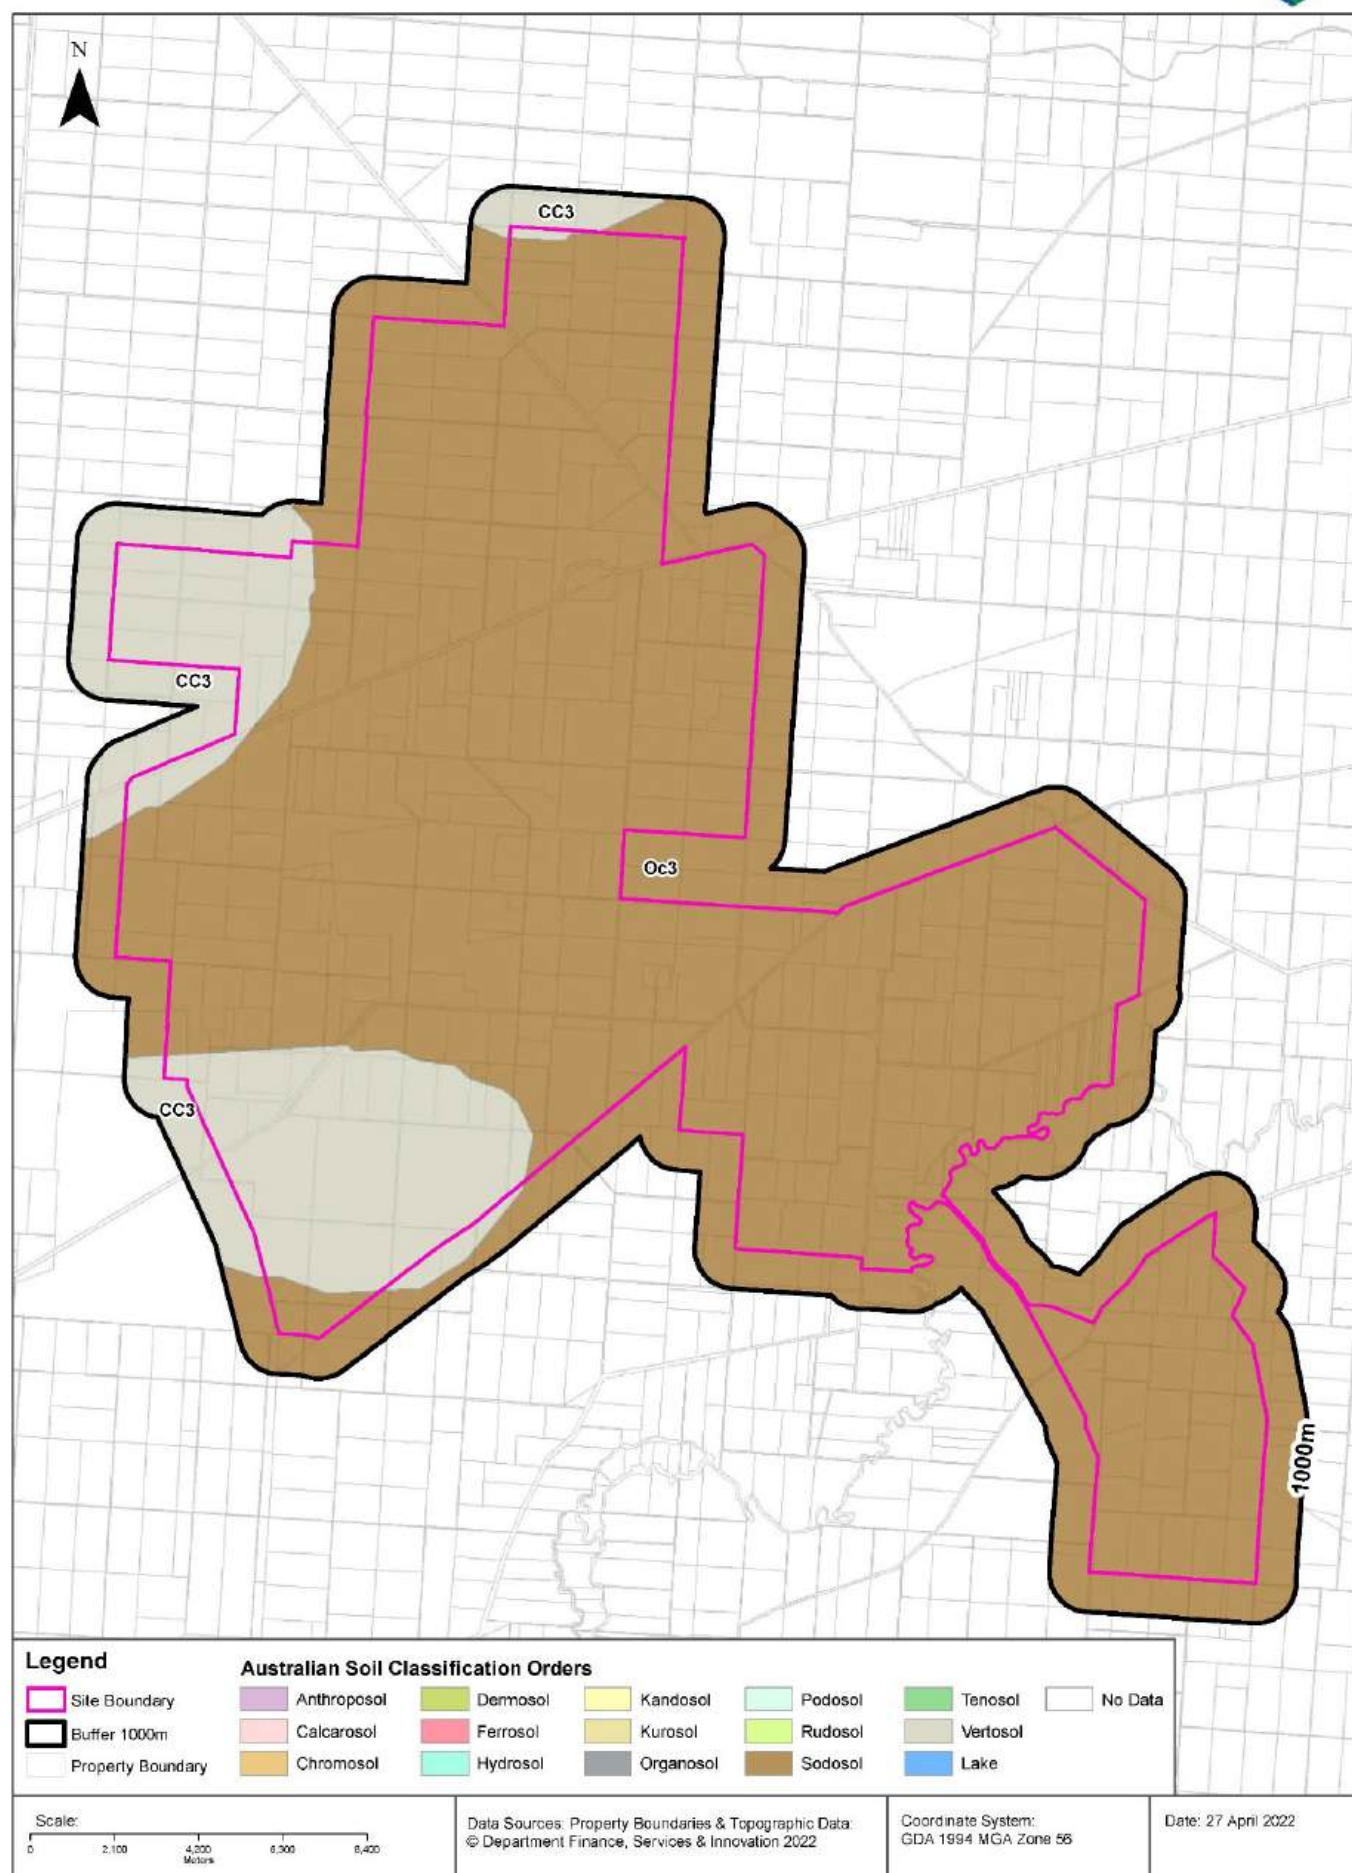 N
CC3
CC3
Oc3
CC3
1000m
Legend
Site Boundary
Buffer 1000m
Property Boundary
Australian Soil Classification Orders
Anthroposol
Dermosol
Kandosol
Podosol
Tenosol
No Data
Calcarosol
Ferrosol
Kurosol
Rudosol
Vertosol
Chromosol
Hydrosol
Organosol
Sodosol
Lake
Scale:
0 2,100 4,200 6,300 8,400
Meters
Data Sources: Property Boundaries & Topographic Data:
© Department Finance, Services & Innovation 2022
Coordinate System:
GDA 1994 MGA Zone 56
Date: 27 April 2022